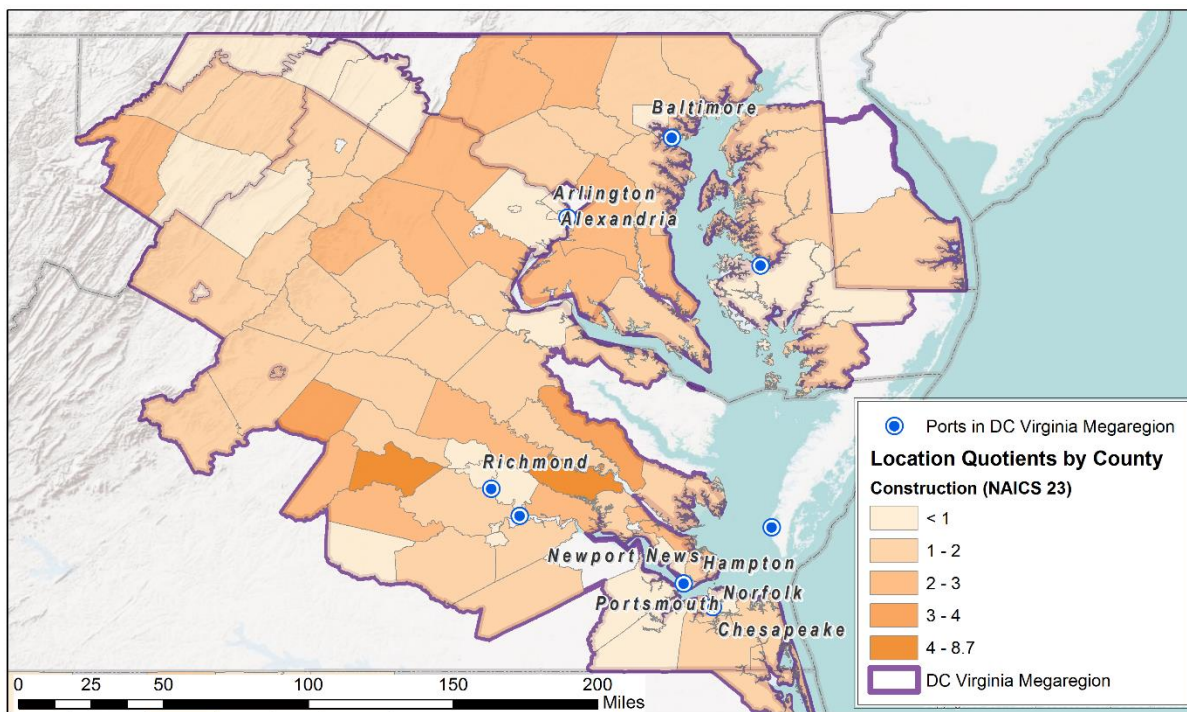 Baltimore
Arlington
Alexandria
Richmond
Newport News
Hampton
Portsmouth
Norfolk
Chesapeake
Ports in DC Virginia Megaregion
Location Quotients by County
Construction (NAICS 23)
< 1
1 - 2
2 - 3
3 - 4
4 - 8.7
DC Virginia Megaregion
0 25 50 100 150 200
Miles